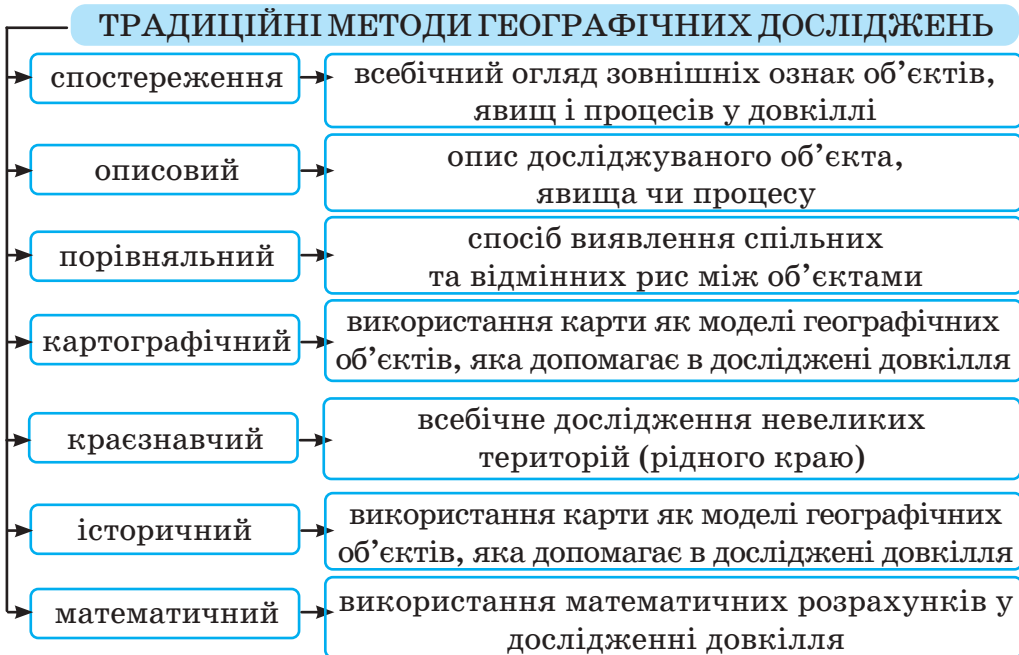 ТРАДИЦІЙНІ МЕТОДИ ГЕОГРАФІЧНИХ ДОСЛІДЖЕНЬ
спостереження
всебічний огляд зовнішніх ознак об’єктів,
явищ і процесів у довкіллі
описовий
опис досліджуваного об’єкта,
явища чи процесу
порівняльний
спосіб виявлення спільних
та відмінних рис між об’єктами
картографічний
використання карти як моделі географічних
об’єктів, яка допомагає в досліджені довкілля
краєзнавчий
всебічне дослідження невеликих
територій (рідного краю)
історичний
використання карти як моделі географічних
об’єктів, яка допомагає в досліджені довкілля
математичний
використання математичних розрахунків у
дослідженні довкілля